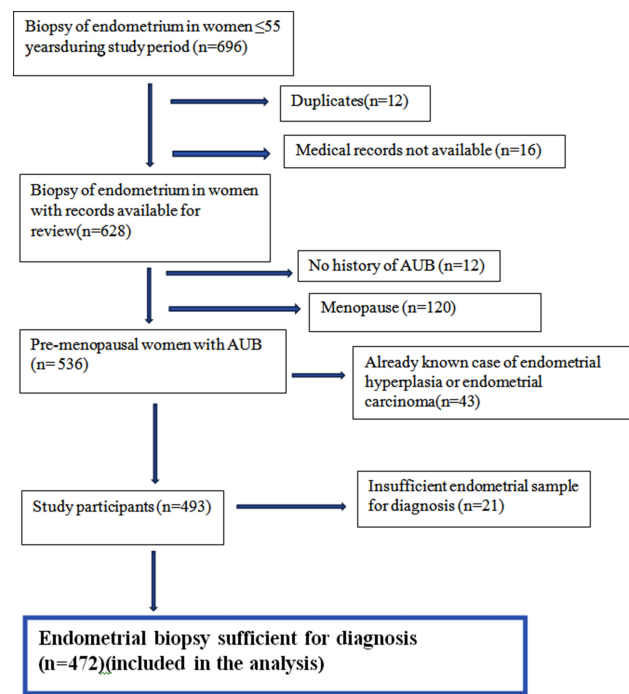 Biopsy of endometrium in women ≤55
yearsduring study period (n=696)
Duplicates(n=12)
Medical records not available (n=16)
Biopsy of endometrium in women
with records available for
review(n=628)
No history of AUB (n=12)
Menopause (n=120)
Pre-menopausal women with AUB
(n= 536)
Already known case of endometrial
hyperplasia or endometrial
carcinoma(n=43)
Study participants (n=493)
Insufficient endometrial sample
for diagnosis (n=21)
Endometrial biopsy sufficient for diagnosis
(n=472)(included in the analysis)